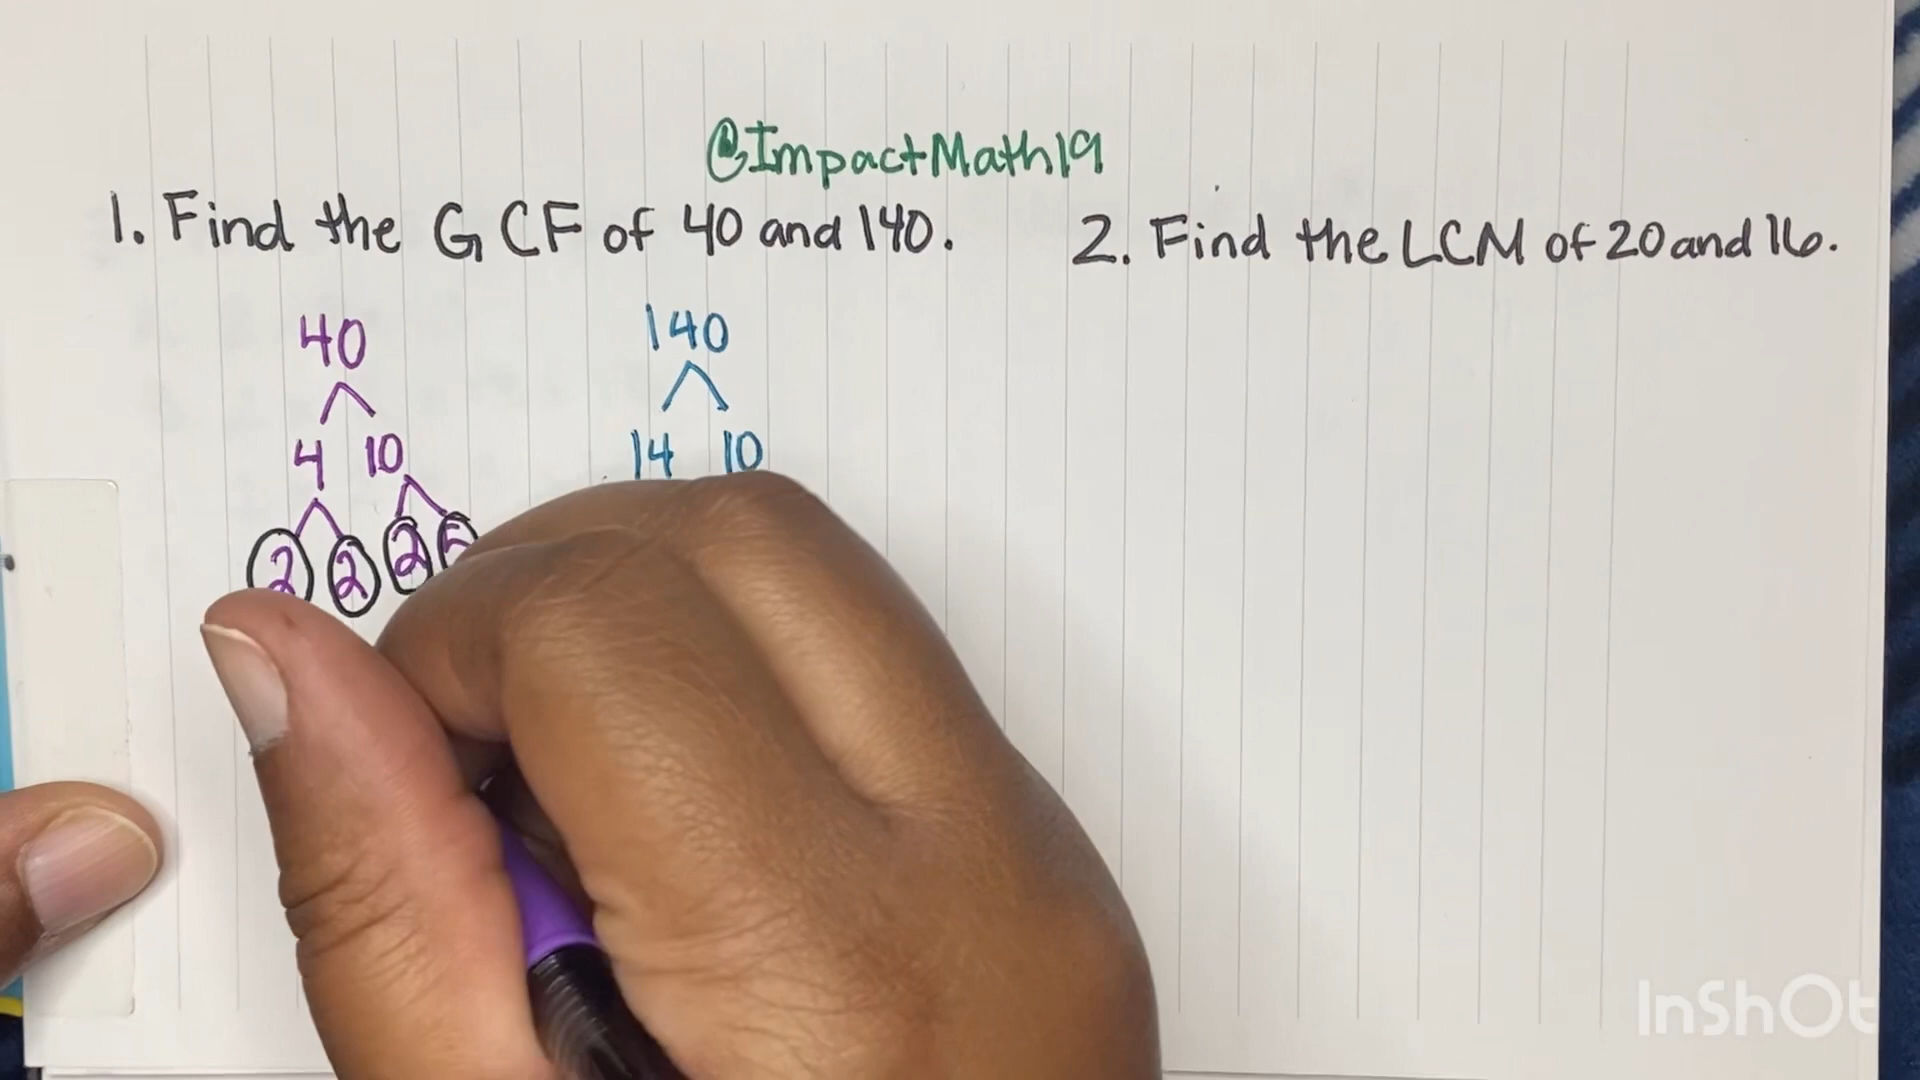 @ImpactMath19
1. Find the GCF of 40 and 140.
2. Find the LCM of 20 and 16.
40
140
4 10
14 10
2 2 2 5
InShOt